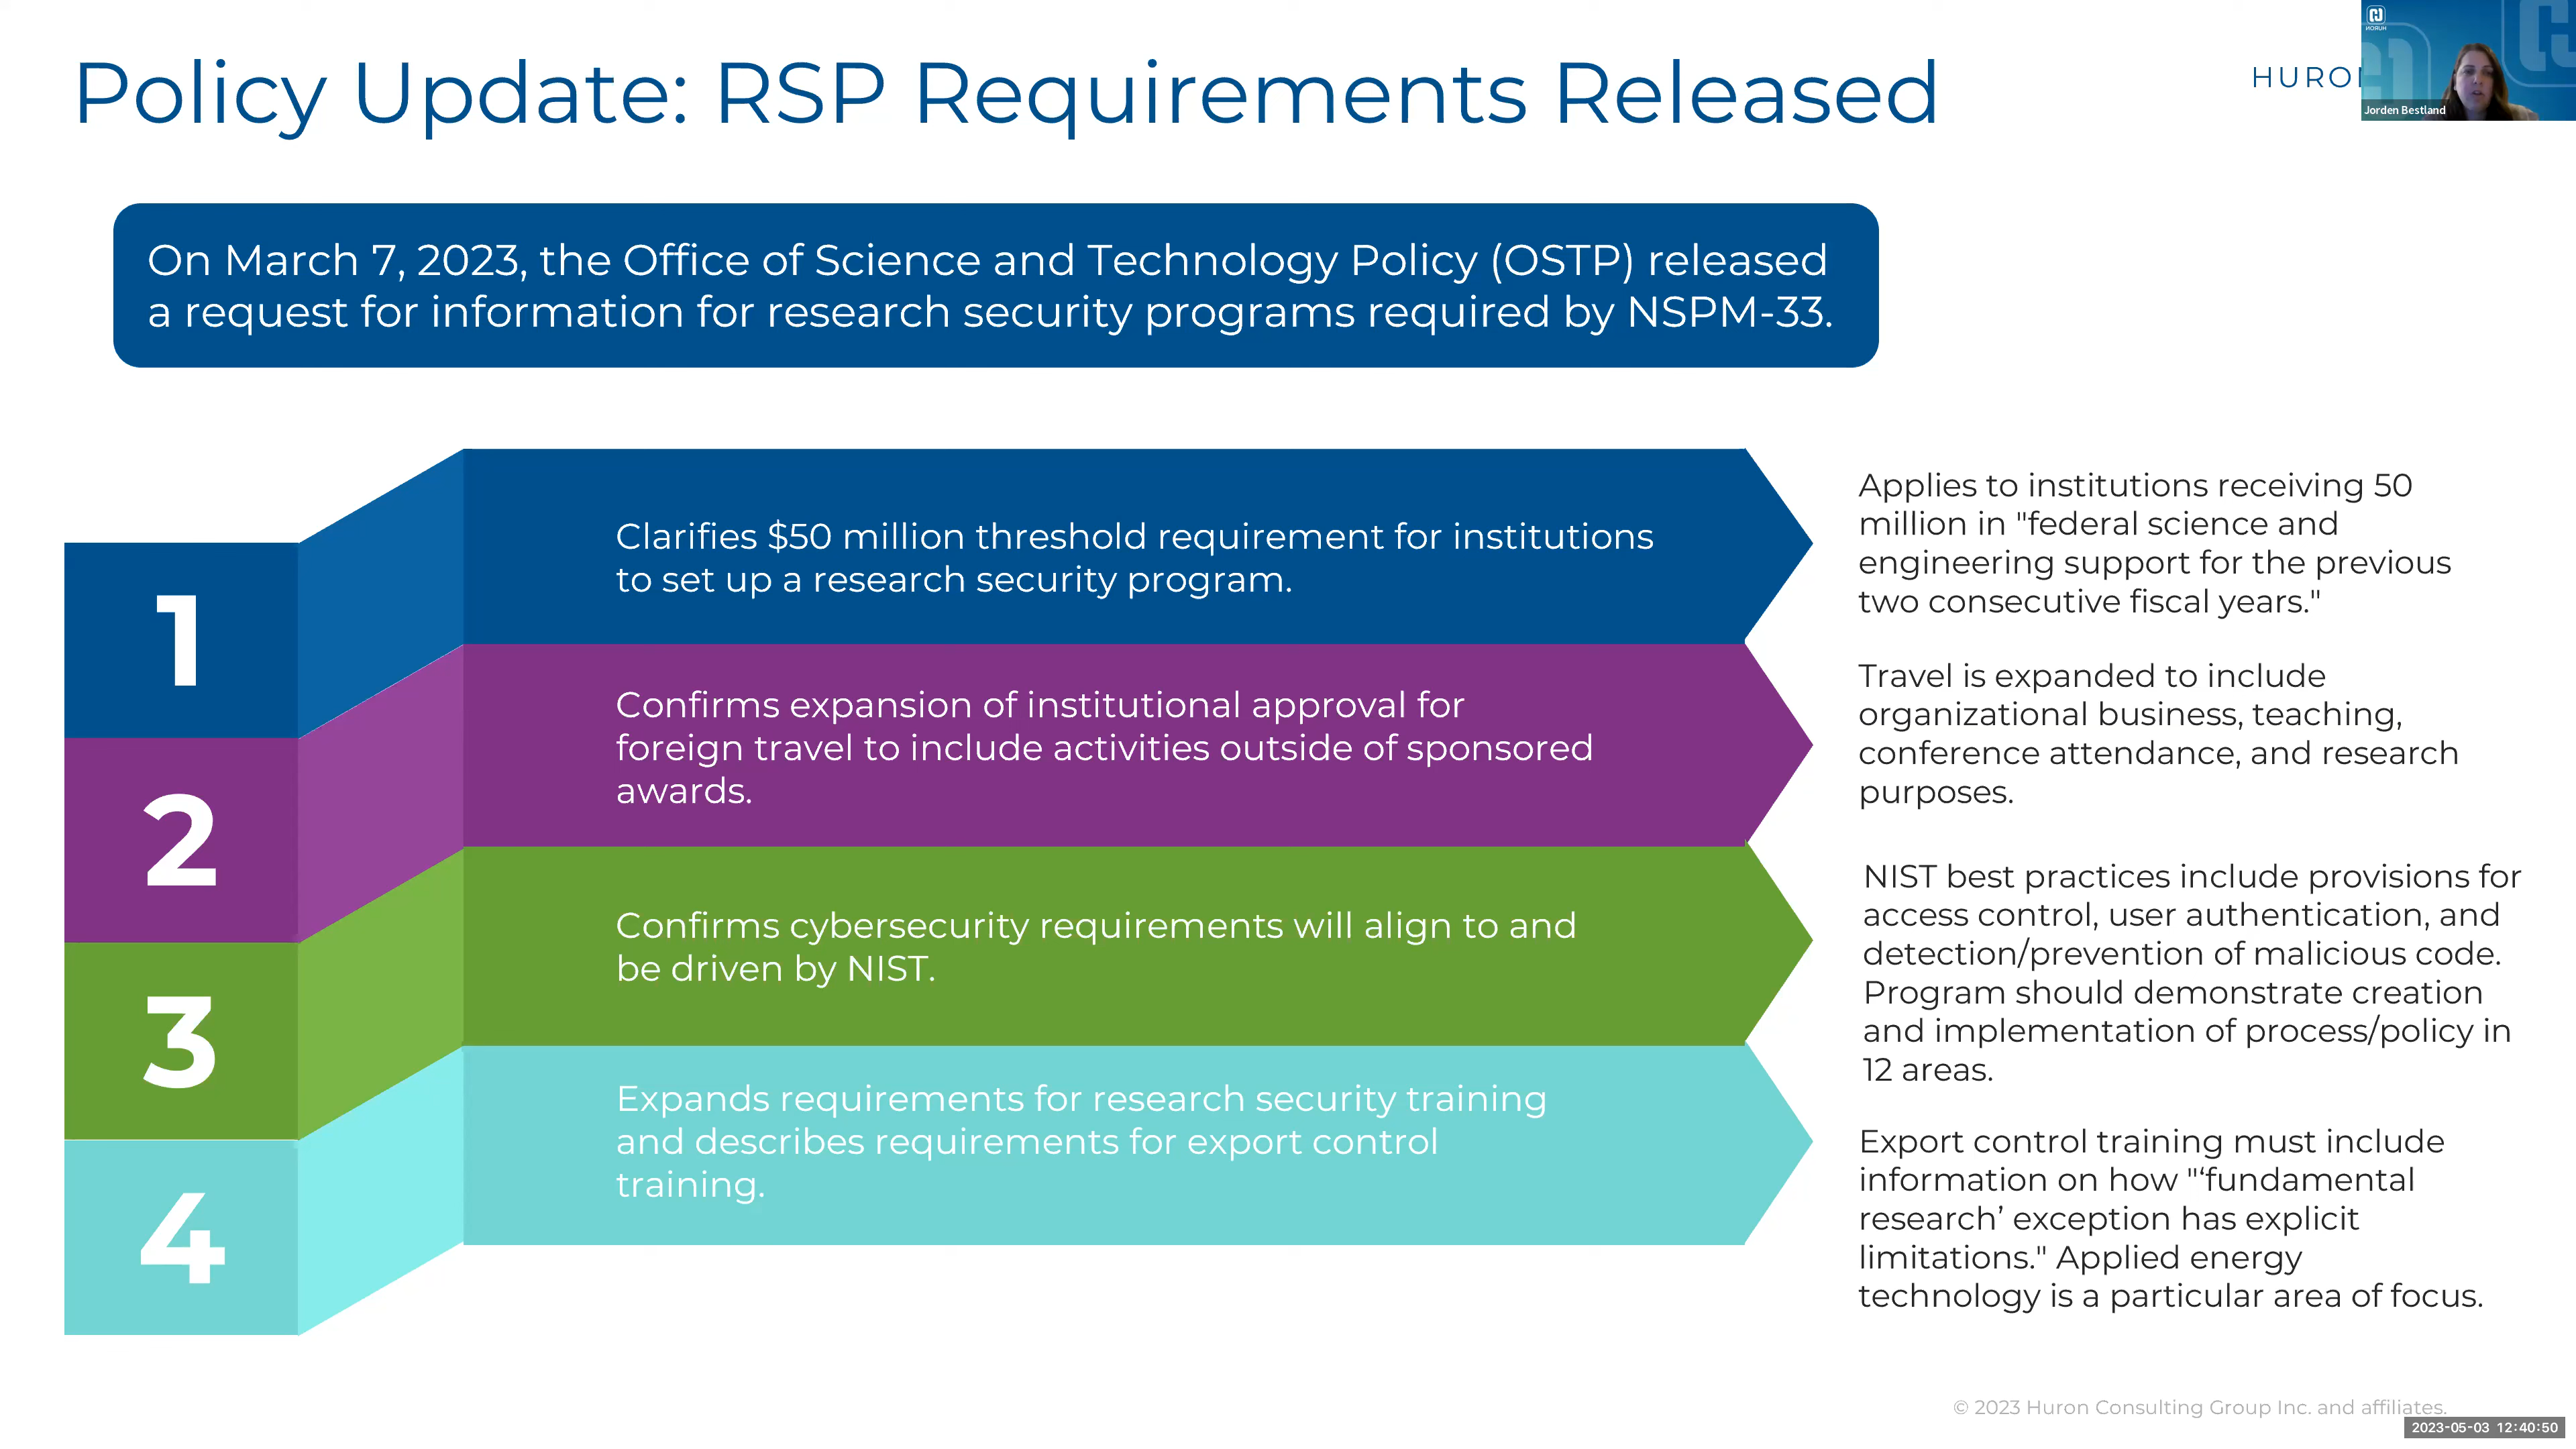 Policy Update: RSP Requirements Released
HURON
HURON
Jorden Bestland
On March 7, 2023, the Office of Science and Technology Policy (OSTP) released
a request for information for research security programs required by NSPM-33.
1
Clarifies $50 million threshold requirement for institutions
to set up a research security program.
Applies to institutions receiving 50
million in "federal science and
engineering support for the previous
two consecutive fiscal years."
2
Confirms expansion of institutional approval for
foreign travel to include activities outside of sponsored
awards.
Travel is expanded to include
organizational business, teaching,
conference attendance, and research
purposes.
3
Confirms cybersecurity requirements will align to and
be driven by NIST.
NIST best practices include provisions for
access control, user authentication, and
detection/prevention of malicious code.
Program should demonstrate creation
and implementation of process/policy in
12 areas.
4
Expands requirements for research security training
and describes requirements for export control
training.
Export control training must include
information on how "‘fundamental
research’ exception has explicit
limitations." Applied energy
technology is a particular area of focus.
© 2023 Huron Consulting Group Inc. and affiliates.
2023-05-03 12:40:50